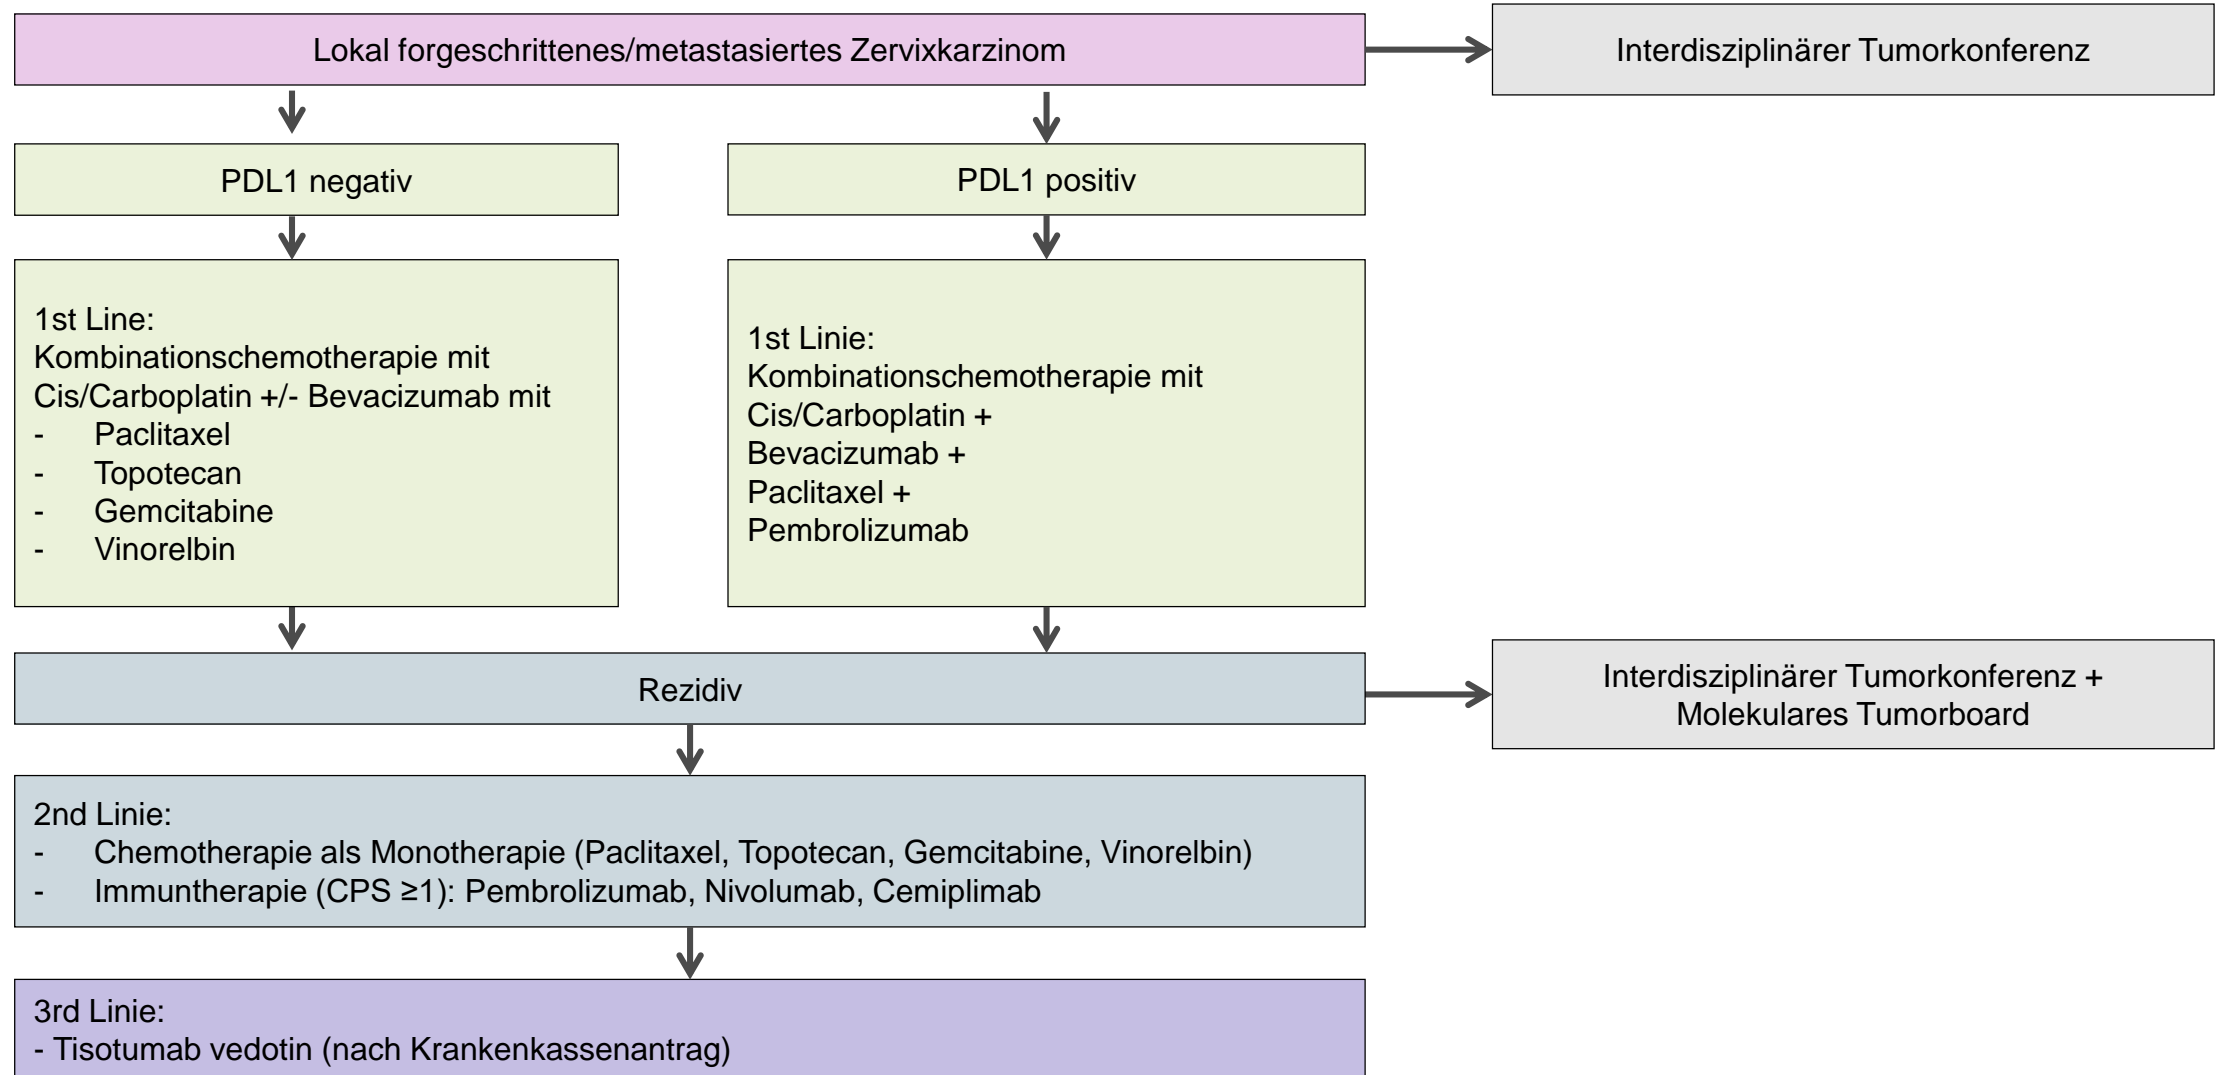 Lokal forgeschrittenes/metastasiertes Zervixkarzinom
Interdisziplinärer Tumorkonferenz
PDL1 negativ
PDL1 positiv
1st Line:
Kombinationschemotherapie mit
Cis/Carboplatin +/- Bevacizumab mit
- Paclitaxel
- Topotecan
- Gemcitabine
- Vinorelbin
1st Linie:
Kombinationschemotherapie mit
Cis/Carboplatin +
Bevacizumab +
Paclitaxel +
Pembrolizumab
Rezidiv
Interdisziplinärer Tumorkonferenz +
Molekulares Tumorboard
2nd Linie:
- Chemotherapie als Monotherapie (Paclitaxel, Topotecan, Gemcitabine, Vinorelbin)
- Immuntherapie (CPS ≥1): Pembrolizumab, Nivolumab, Cemiplimab
3rd Linie:
- Tisotumab vedotin (nach Krankenkassenantrag)